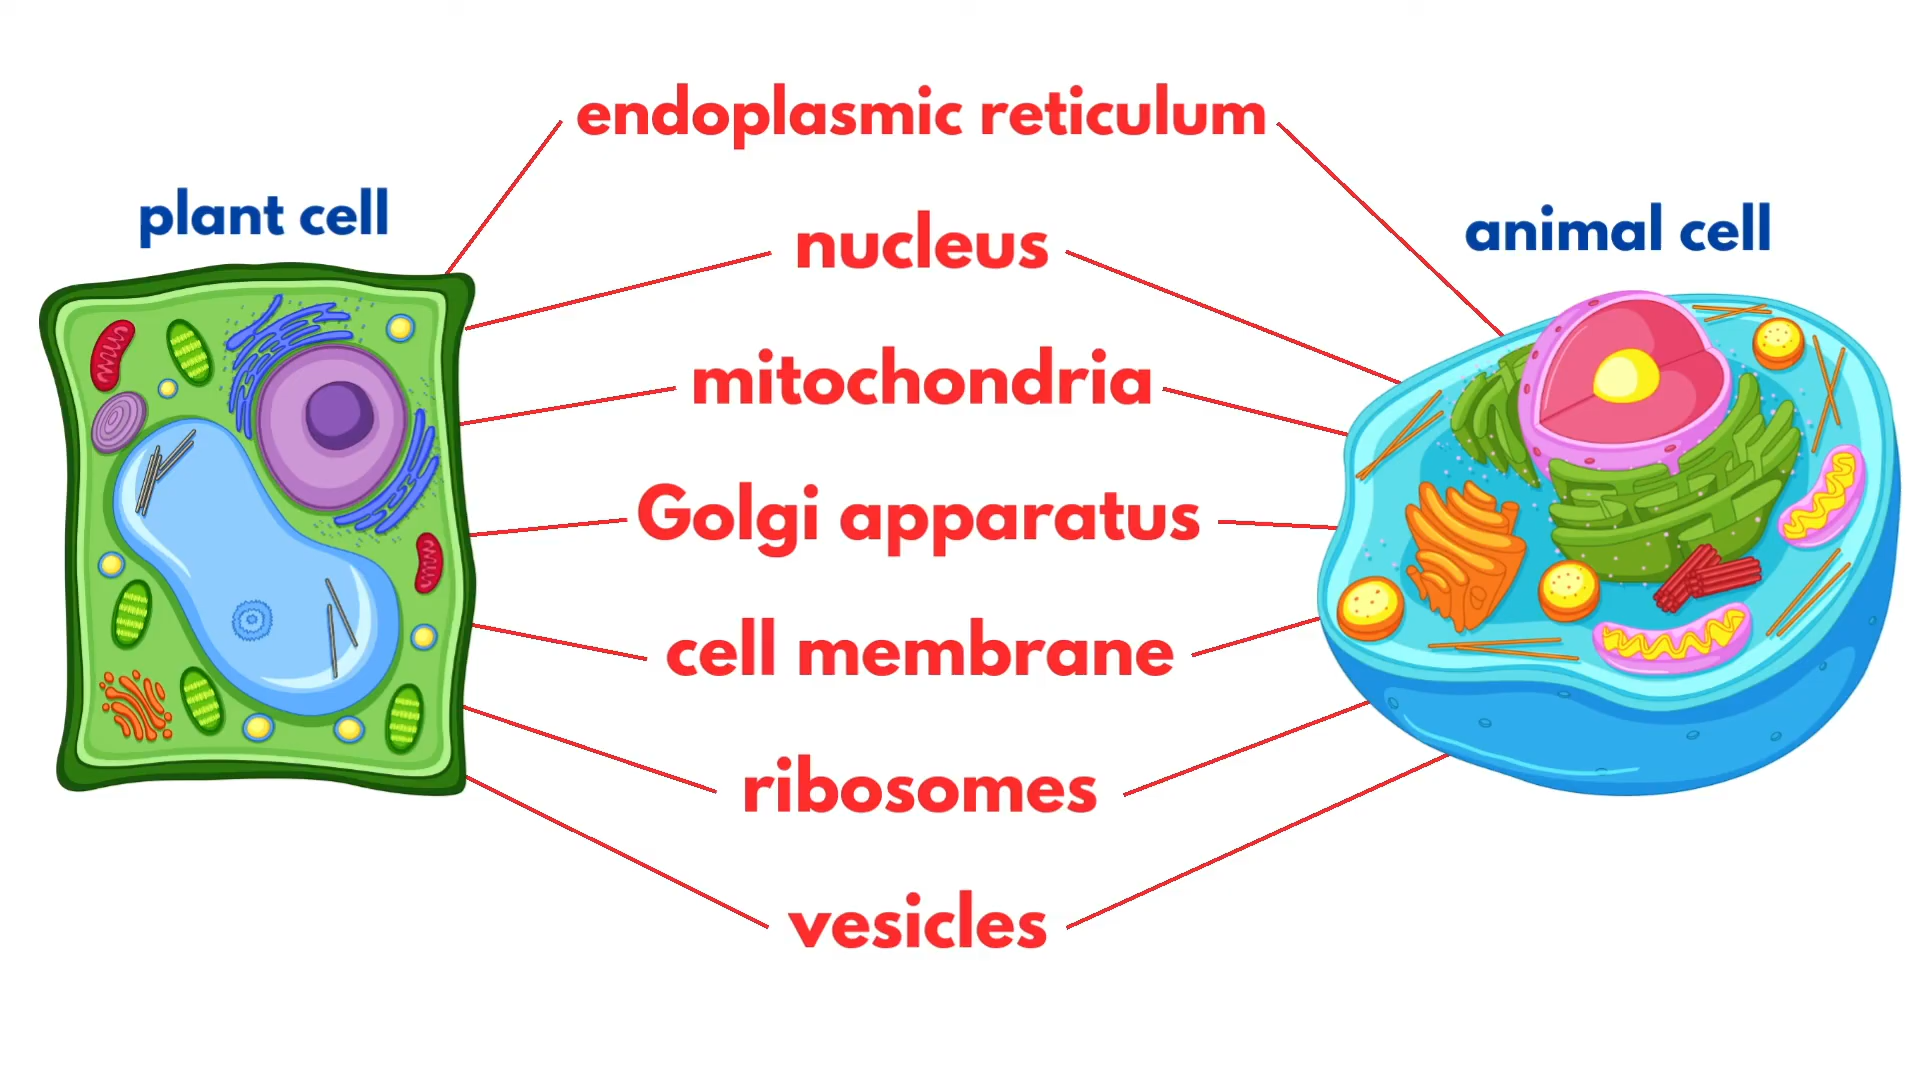 endoplasmic reticulum
plant cell
animal cell
nucleus
mitochondria
Golgi apparatus
cell membrane
ribosomes
vesicles